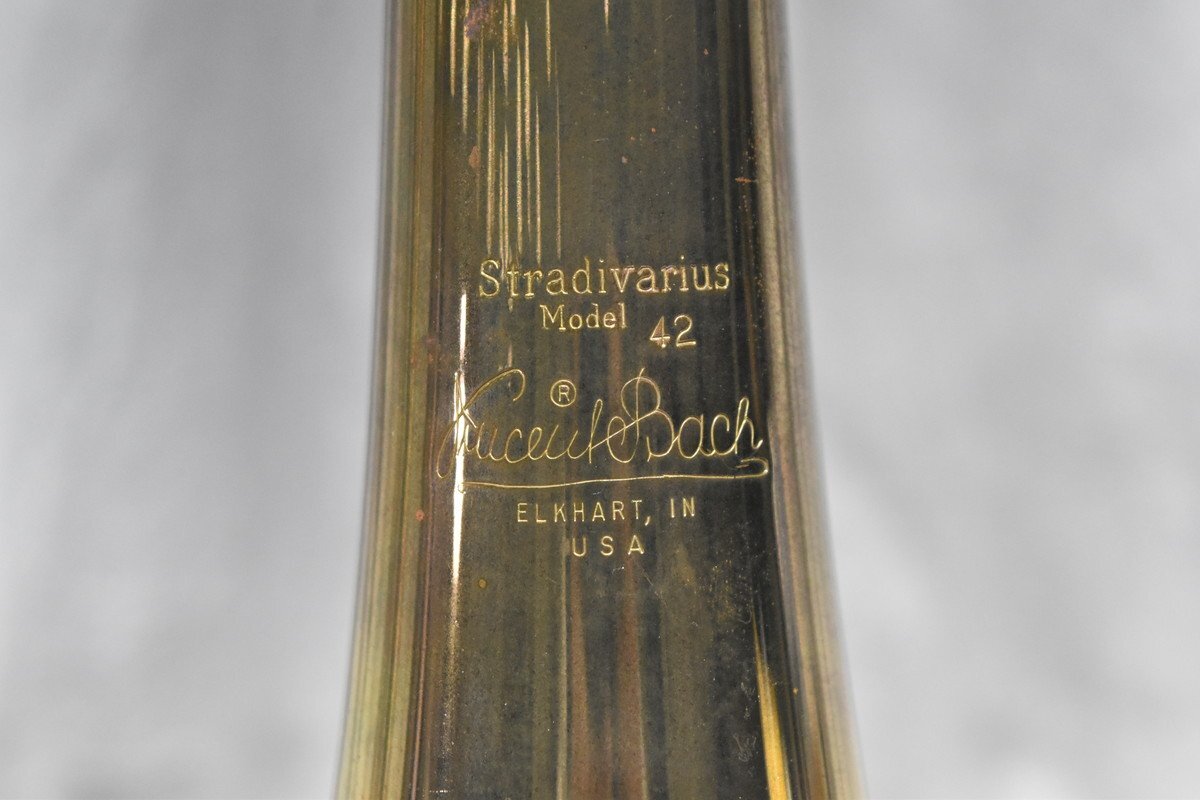 Stradivarius
Model 42
Vincent Bach ®
ELKHART, IN
USA